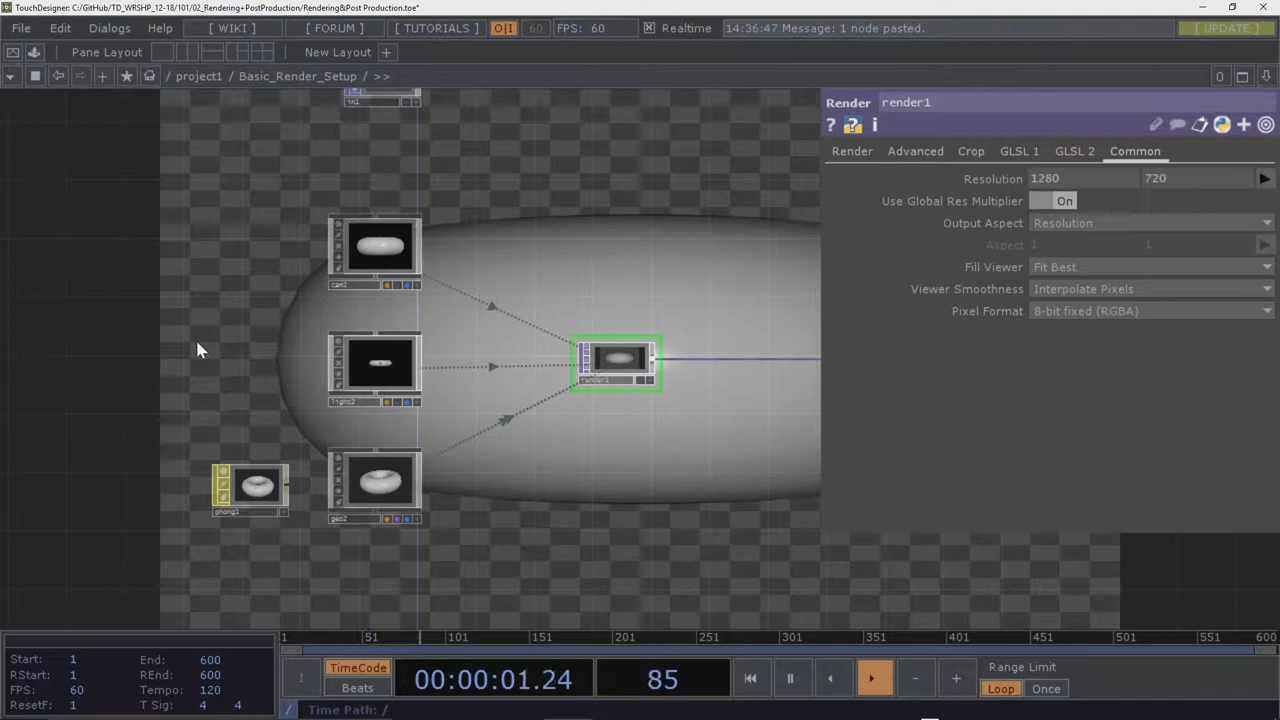 TouchDesigner: C:/GitHub/TD_WRSHP_12-18/101/02_Rendering+PostProduction/Rendering&Post Production.toe*
File Edit Dialogs Help [ WIKI ] [ FORUM ] [ TUTORIALS ] O|I 60 FPS: 60 Realtime 14:36:47 Message: 1 node pasted. [ UPDATE ]
Pane Layout New Layout +
/ project1 / Basic_Render_Setup / >> 0
in1
Render render1
? ? i
Render Advanced Crop GLSL 1 GLSL 2 Common
Resolution 1280 720
Use Global Res Multiplier On
Output Aspect Resolution
Aspect 1 1
Fill Viewer Fit Best
Viewer Smoothness Interpolate Pixels
Pixel Format 8-bit fixed (RGBA)
cam2
render1
light2
phong1
geo2
1 51 101 151 201 251 301 351 401 451 501 551 600
Start: 1 End: 600
RStart: 1 REnd: 600
FPS: 60 Tempo: 120
ResetF: 1 T Sig: 4 4
1 TimeCode
Beats
00:00:01.24 85
- +
Range Limit
Loop Once
/ Time Path: /